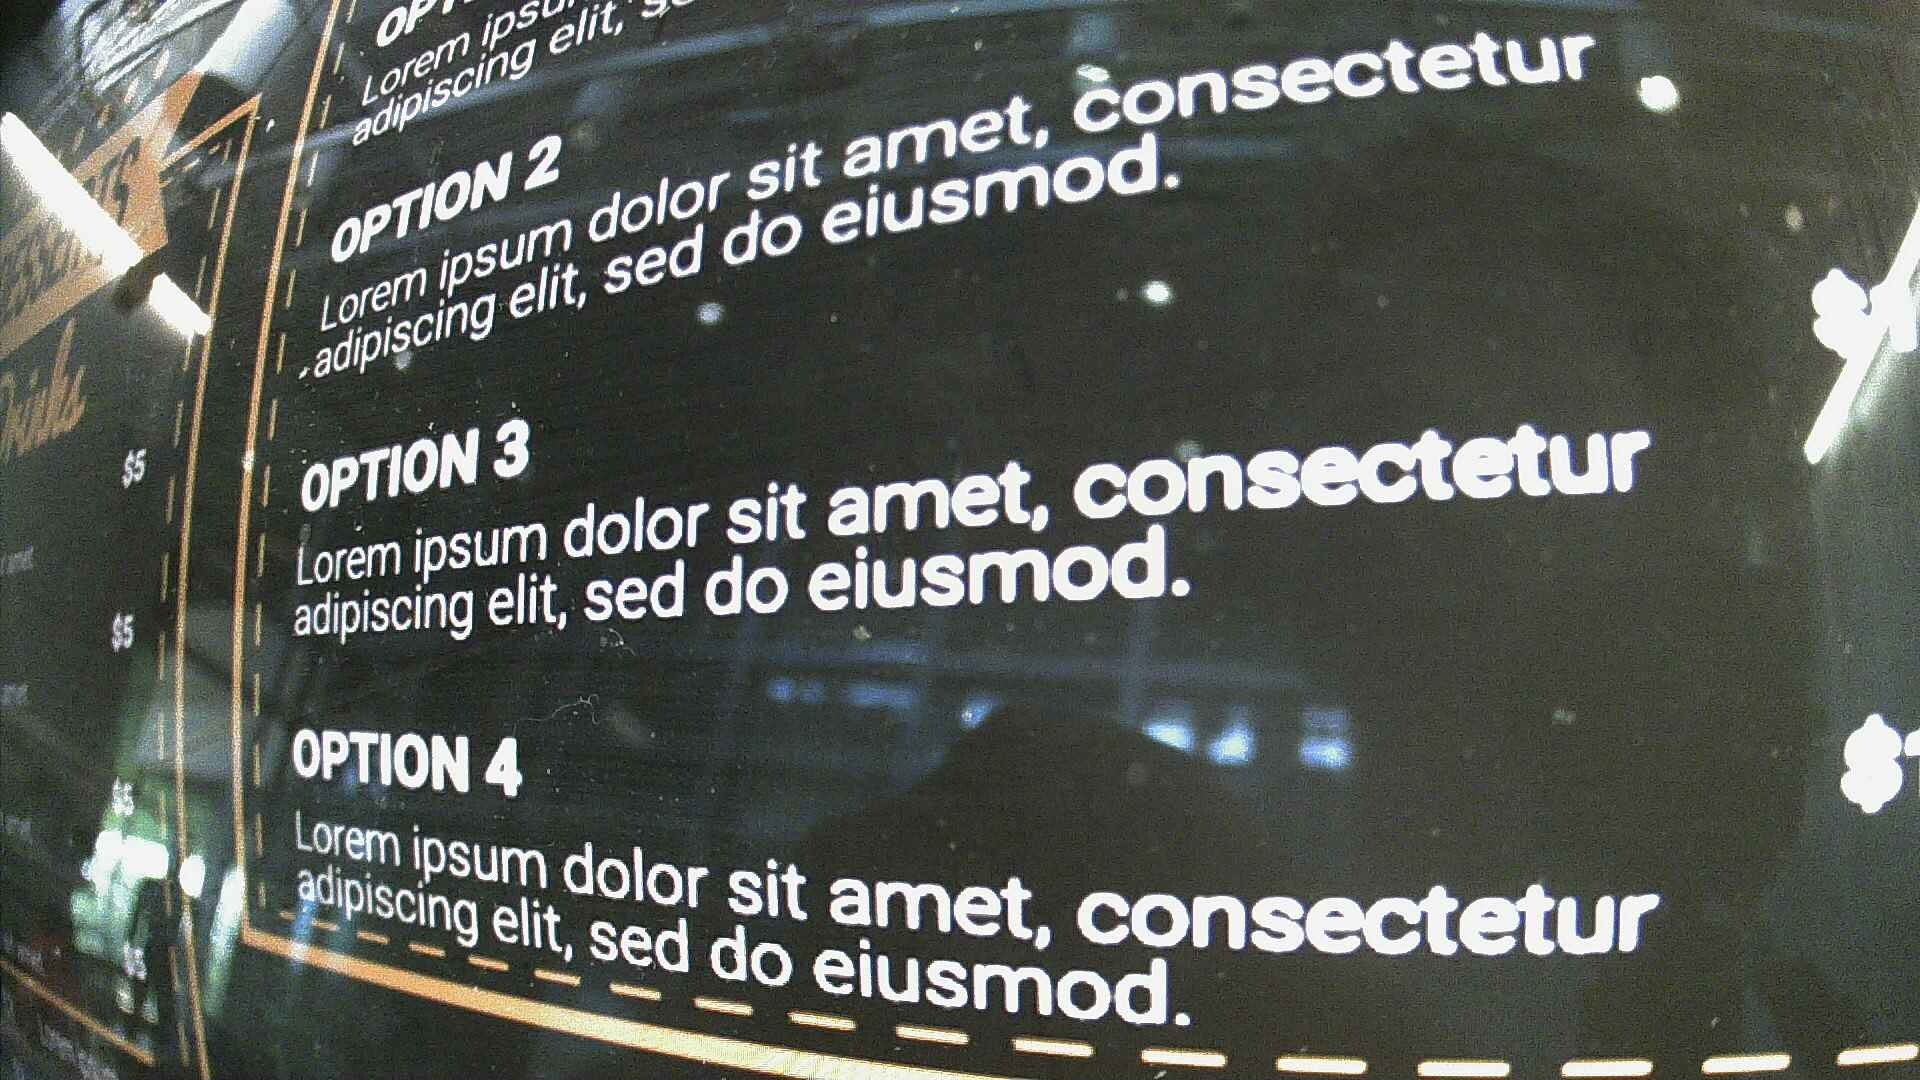 Lorem
adipiscing elit,
OPTION 2
Lorem ipsum dolor sit amet, consectetur
adipiscing elit, sed do eiusmod.
OPTION 3
Lorem ipsum dolor sit amet, consectetur
adipiscing elit, sed do eiusmod.
OPTION 4
Lorem ipsum dolor sit amet, consectetur
adipiscing elit, sed do eiusmod.
$5
$5
$5
$5